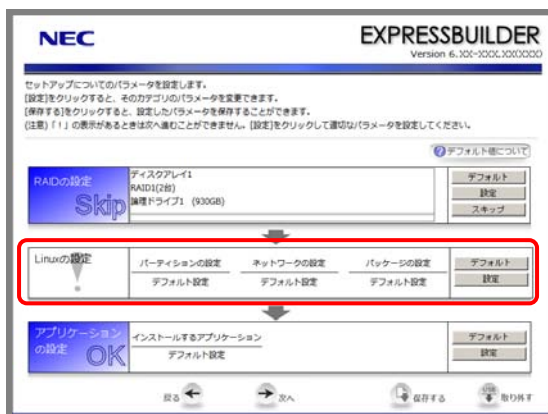 NEC
EXPRESSBUILDER
Version 6.XX-XXXX.XX(XXXX)
セットアップについてのパラメータを設定します。
[設定]をクリックすると、そのカテゴリのパラメータを変更できます。
[保存する]をクリックすると、設定したパラメータを保存することができます。
(注意)「！」の表示があるときは次へ進むことができません。[設定]をクリックして適切なパラメータを設定してください。
デフォルト値について
RAIDの設定
Skip
ディスクアレイ1
RAID1(2台)
論理ドライブ1 (930GB)
デフォルト
設定
スキップ
Linuxの設定
!
パーティションの設定 ネットワークの設定 パッケージの設定
デフォルト設定 デフォルト設定 デフォルト設定
デフォルト
設定
アプリケーション
の設定 OK
インストールするアプリケーション
デフォルト設定
デフォルト
設定
戻る 次へ 保存する 取り外す